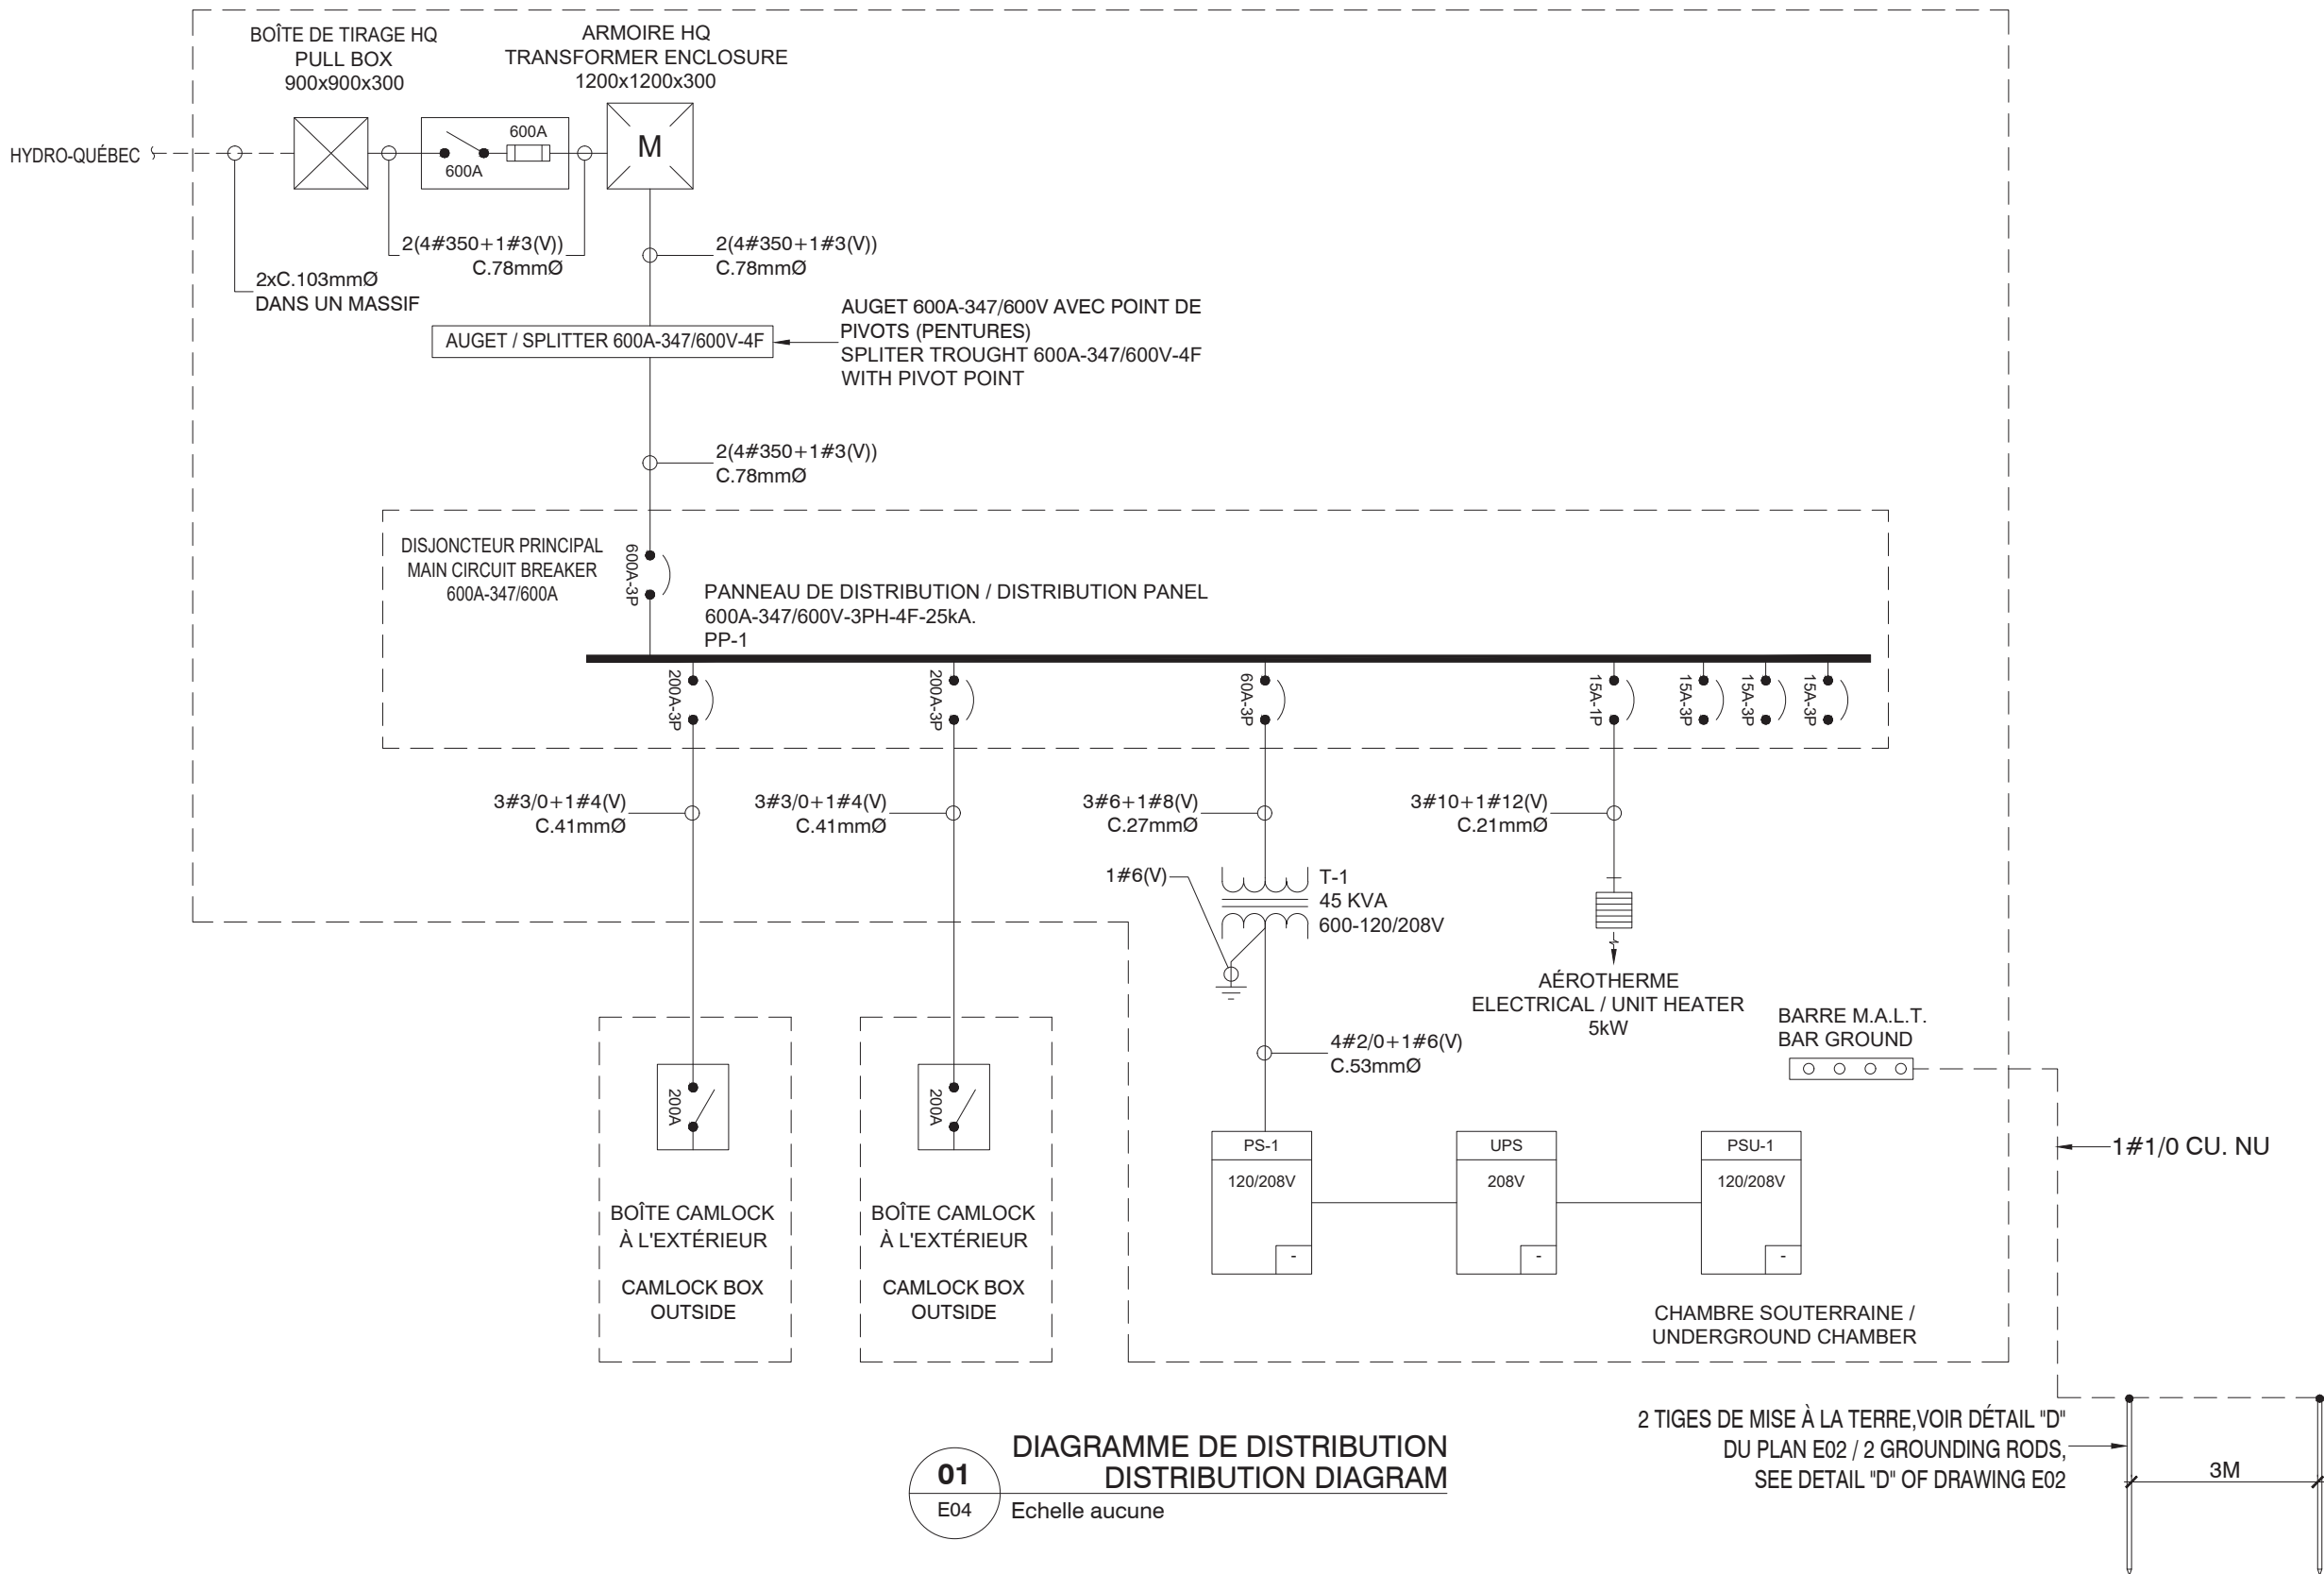 BOÎTE DE TIRAGE HQ
PULL BOX
900x900x300
ARMOIRE HQ
TRANSFORMER ENCLOSURE
1200x1200x300
HYDRO-QUÉBEC
600A
600A
M
2(4#350+1#3(V))
C.78mmØ
2xC.103mmØ
DANS UN MASSIF
2(4#350+1#3(V))
C.78mmØ
AUGET / SPLITTER 600A-347/600V-4F
AUGET 600A-347/600V AVEC POINT DE
PIVOTS (PENTURES)
SPLITER TROUGHT 600A-347/600V-4F
WITH PIVOT POINT
2(4#350+1#3(V))
C.78mmØ
DISJONCTEUR PRINCIPAL
MAIN CIRCUIT BREAKER
600A-347/600A
600A-3P
PANNEAU DE DISTRIBUTION / DISTRIBUTION PANEL
600A-347/600V-3PH-4F-25kA.
PP-1
200A-3P
200A-3P
60A-3P
15A-1P
15A-3P
15A-3P
15A-3P
3#3/0+1#4(V)
C.41mmØ
3#3/0+1#4(V)
C.41mmØ
3#6+1#8(V)
C.27mmØ
3#10+1#12(V)
C.21mmØ
1#6(V)
T-1
45 KVA
600-120/208V
AÉROTHERME
ELECTRICAL / UNIT HEATER
5kW
BARRE M.A.L.T.
BAR GROUND
4#2/0+1#6(V)
C.53mmØ
200A
200A
BOÎTE CAMLOCK
À L'EXTÉRIEUR
CAMLOCK BOX
OUTSIDE
BOÎTE CAMLOCK
À L'EXTÉRIEUR
CAMLOCK BOX
OUTSIDE
PS-1
120/208V
-
UPS
208V
-
PSU-1
120/208V
-
1#1/0 CU. NU
CHAMBRE SOUTERRAINE /
UNDERGROUND CHAMBER
2 TIGES DE MISE À LA TERRE,VOIR DÉTAIL "D"
DU PLAN E02 / 2 GROUNDING RODS,
SEE DETAIL "D" OF DRAWING E02
3M
01
E04
DIAGRAMME DE DISTRIBUTION
DISTRIBUTION DIAGRAM
Echelle aucune